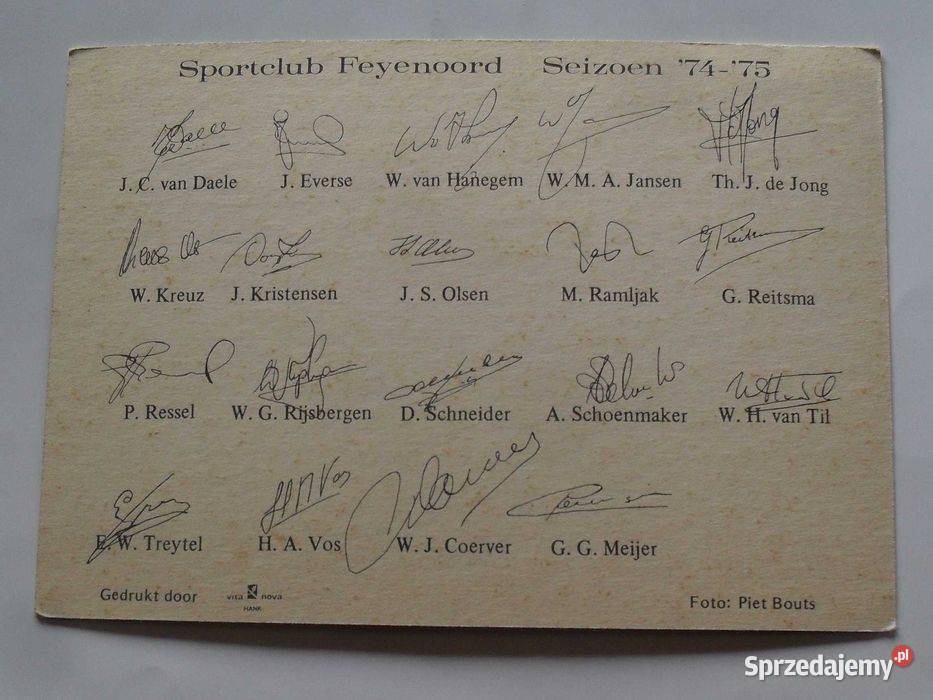 Sportclub Feyenoord Seizoen '74-'75
J. C. van Daele J. Everse W. van Hanegem W. M. A. Jansen Th. J. de Jong
W. Kreuz J. Kristensen J. S. Olsen M. Ramljak G. Reitsma
P. Ressel W. G. Rijsbergen D. Schneider A. Schoenmaker W. H. van Til
E. W. Treytel H. A. Vos W. J. Coerver G. G. Meijer
Gedrukt door vita nova
HANK
Foto: Piet Bouts
Sprzedajemy.pl